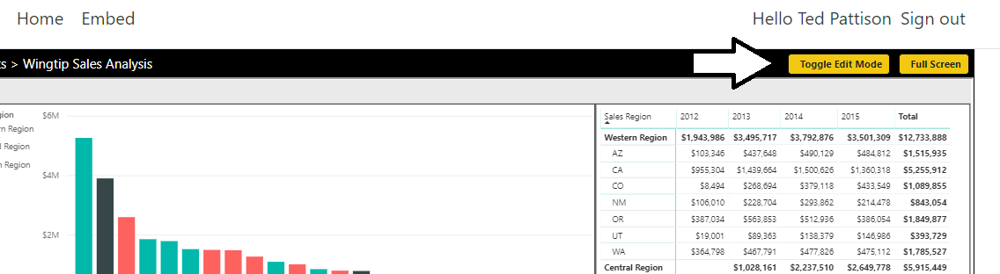 Home Embed Hello Ted Pattison Sign out
s > Wingtip Sales Analysis Toggle Edit Mode Full Screen
gion
n Region
l Region
n Region
$6M
$4M
$2M
Sales Region 2012 2013 2014 2015 Total
Western Region $1,943,986 $3,495,717 $3,792,876 $3,501,309 $12,733,888
AZ $103,346 $437,648 $490,129 $484,812 $1,515,935
CA $955,304 $1,439,664 $1,500,626 $1,360,318 $5,255,912
CO $8,494 $268,694 $379,118 $433,549 $1,089,855
NM $106,010 $228,704 $293,862 $214,478 $843,054
OR $387,034 $563,853 $512,936 $386,054 $1,849,877
UT $19,001 $89,363 $138,379 $146,986 $393,729
WA $364,798 $467,791 $477,826 $475,112 $1,785,527
Central Region $1,028,161 $2,237,510 $2,649,778 $5,915,449